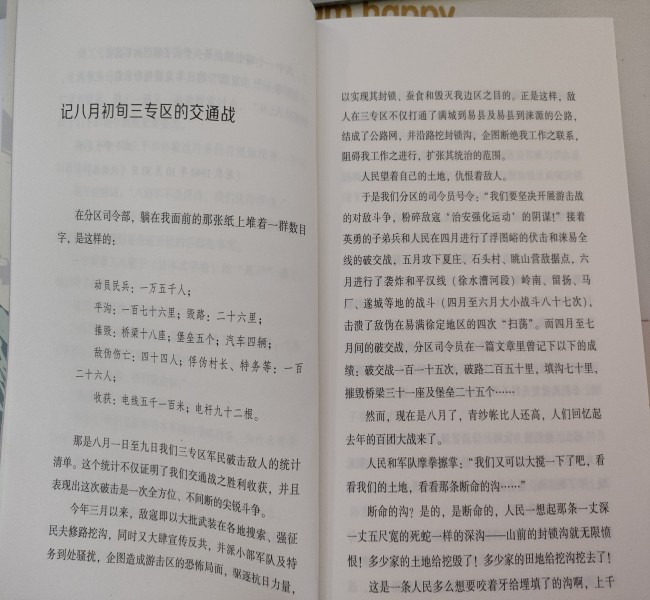 am happy
记八月初旬三专区的交通战
在分区司令部，躺在我面前的那张纸上堆着一群数目
字，是这样的：
动员民兵：一万五千人；
平沟：一百七十六里；毁路：二十六里；
摧毁：桥梁十八座；堡垒五个；汽车四辆；
敌伪伤亡：四十四人；俘伪村长、特务等：一百
二十六人；
收获：电线五千一百米；电杆九十二根。
那是八月一日至九日我们三专区军民破击敌人的统计
清单。这个统计不仅证明了我们交通战之胜利收获，并且
表现出这次破击是一次全方位、不间断的尖锐斗争。
今年三月以来，敌寇即以大批武装在各地搜索、强征
民夫修路挖沟，同时又大肆宣传反共，并派小部军队及特
务到处骚扰，企图造成游击区的恐怖局面，驱逐抗日力量，
以实现其封锁、蚕食和毁灭我边区之目的。正是这样，敌
人在三专区不仅打通了满城到易县及易县到涞源的公路，
结成了公路网，并沿路挖封锁沟，企图断绝我工作之联系，
阻碍我工作之进行，扩张其统治的范围。
人民望着自己的土地，仇恨着敌人。
于是我们分区的司令员号令：“我们要坚决开展游击战
的对敌斗争，粉碎敌寇‘治安强化运动’的阴谋！”接着
英勇的子弟兵和人民在四月进行了浮图峪的伏击和涞易全
线的破交战，五月攻下夏庄、石头村、眺山营敌据点，六
月进行了袭炸和平汉线（徐水漕河段）岭南、留扬、马
厂、遂城等地的战斗（四月至六月大小战斗八十七次），
击溃了敌伪在易满徐定地区的四次“扫荡”。而四月至七
月间的破交战，分区司令员在一篇文章里曾记下以下的成
绩：破交战一百一十五次，破路二百五十里，填沟七十里，
摧毁桥梁三十一座及堡垒二十五个……
然而，现在是八月了，青纱帐比人还高，人们回忆起
去年的百团大战来了。
人民和军队摩拳擦掌：“我们又可以大搅一下了吧，看
看我们的土地，看看那条断命的沟……”
断命的沟？是的，是断命的，人民一想起那条一丈深
一丈五尺宽的死蛇一样的深沟——山前的封锁沟就无限愤
恨！多少家的土地给挖毁了！多少家的田地给挖沟挖去了！
这是一条人民多么想要咬着牙给埋填了的沟啊，上千